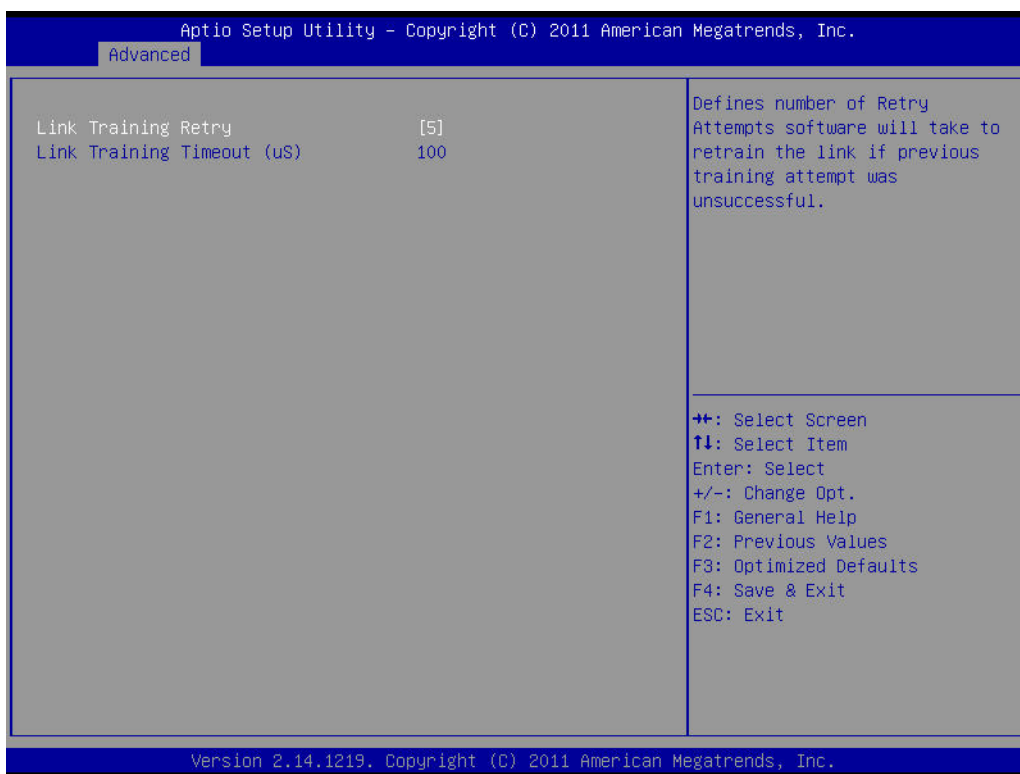 Aptio Setup Utility – Copyright (C) 2011 American Megatrends, Inc.
Advanced
Link Training Retry [5]
Link Training Timeout (uS) 100
Defines number of Retry
Attempts software will take to
retrain the link if previous
training attempt was
unsuccessful.
→←: Select Screen
↑↓: Select Item
Enter: Select
+/-: Change Opt.
F1: General Help
F2: Previous Values
F3: Optimized Defaults
F4: Save & Exit
ESC: Exit
Version 2.14.1219. Copyright (C) 2011 American Megatrends, Inc.